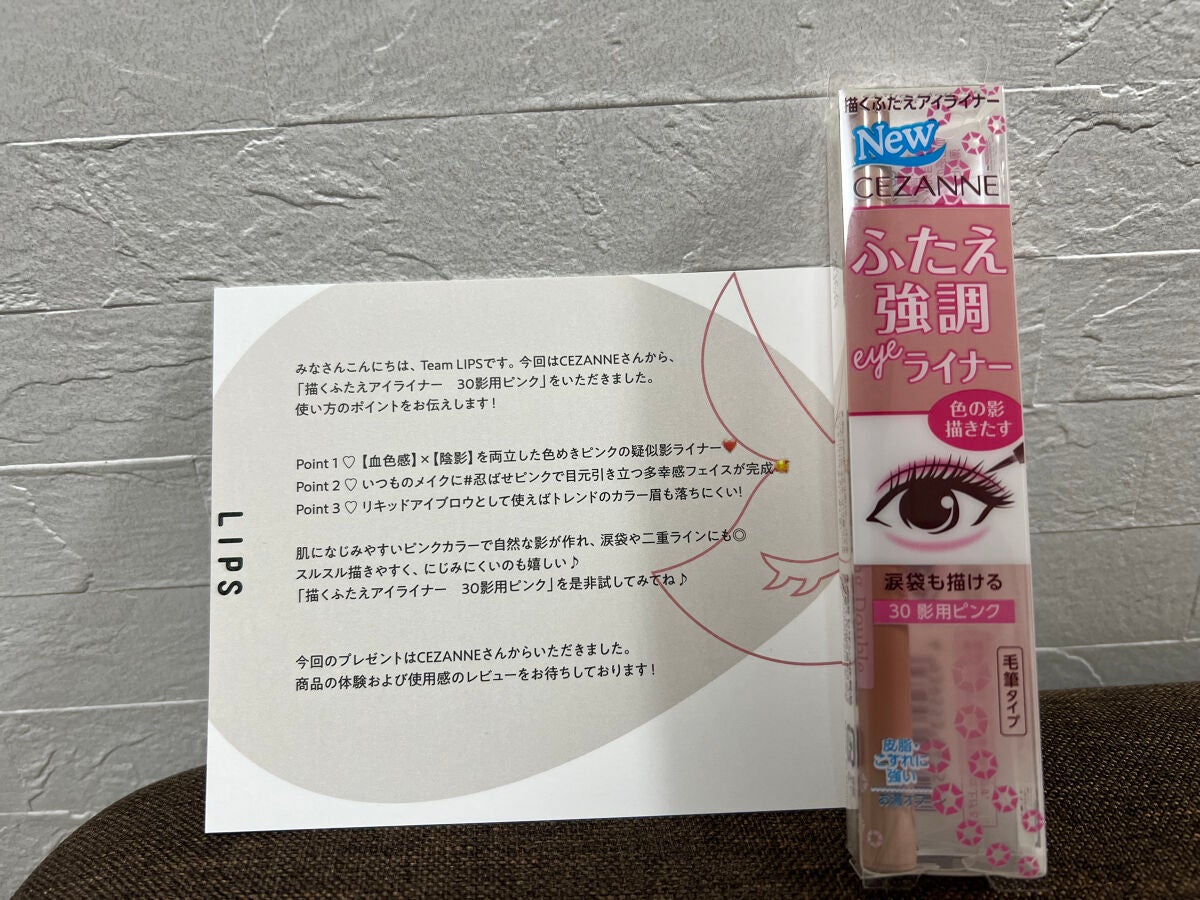 LIPS
みなさんこんにちは、Team LIPSです。今回はCEZANNEさんから、
「描くふたえアイライナー　30影用ピンク」をいただきました。
使い方のポイントをお伝えします！
Point 1 ♡【血色感】×【陰影】を両立した色めきピンクの疑似影ライナー❤
Point 2 ♡ いつものメイクに#忍ばせピンクで目元引き立つ多幸感フェイスが完成🥰
Point 3 ♡ リキッドアイブロウとして使えばトレンドのカラー眉も落ちにくい！
肌になじみやすいピンクカラーで自然な影が作れ、涙袋や二重ラインにも◎
スルスル描きやすく、にじみにくいのも嬉しい♪
「描くふたえアイライナー　30影用ピンク」を是非試してみてね♪
今回のプレゼントはCEZANNEさんからいただきました。
商品の体験および使用感のレビューをお待ちしております！
描くふたえアイライナー
New
CEZANNE
ふたえ
強調
eyeライナー
色の影
描きたす
涙袋も描ける
30 影用ピンク
毛筆タイプ
Double
皮脂・
こすれに
強い
お湯オフ